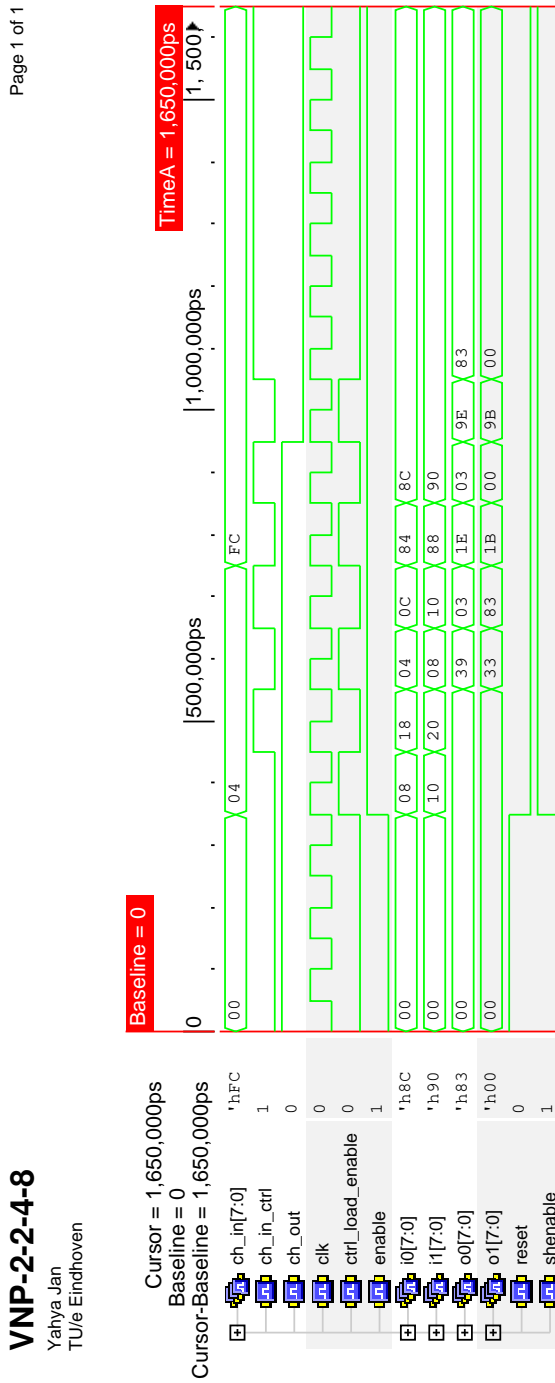 VNP-2-2-4-8
Yahya Jan
TU/e Eindhoven
Page 1 of 1
Cursor = 1,650,000ps
Baseline = 0
Cursor-Baseline = 1,650,000ps
Baseline = 0
TimeA = 1,650,000ps
0 |500,000ps |1,000,000ps |1,500,
ch_in[7:0] 'hFC 00 04 FC
ch_in_ctrl 1
ch_out 0
clk 0
ctrl_load_enable 0
enable 1
i0[7:0] 'h8C 00 08 18 04 0C 84 8C
i1[7:0] 'h90 00 10 20 08 10 88 90
o0[7:0] 'h83 00 39 03 1E 03 9E 83
o1[7:0] 'h00 00 33 83 1B 00 9B 00
reset 0
shenable 1